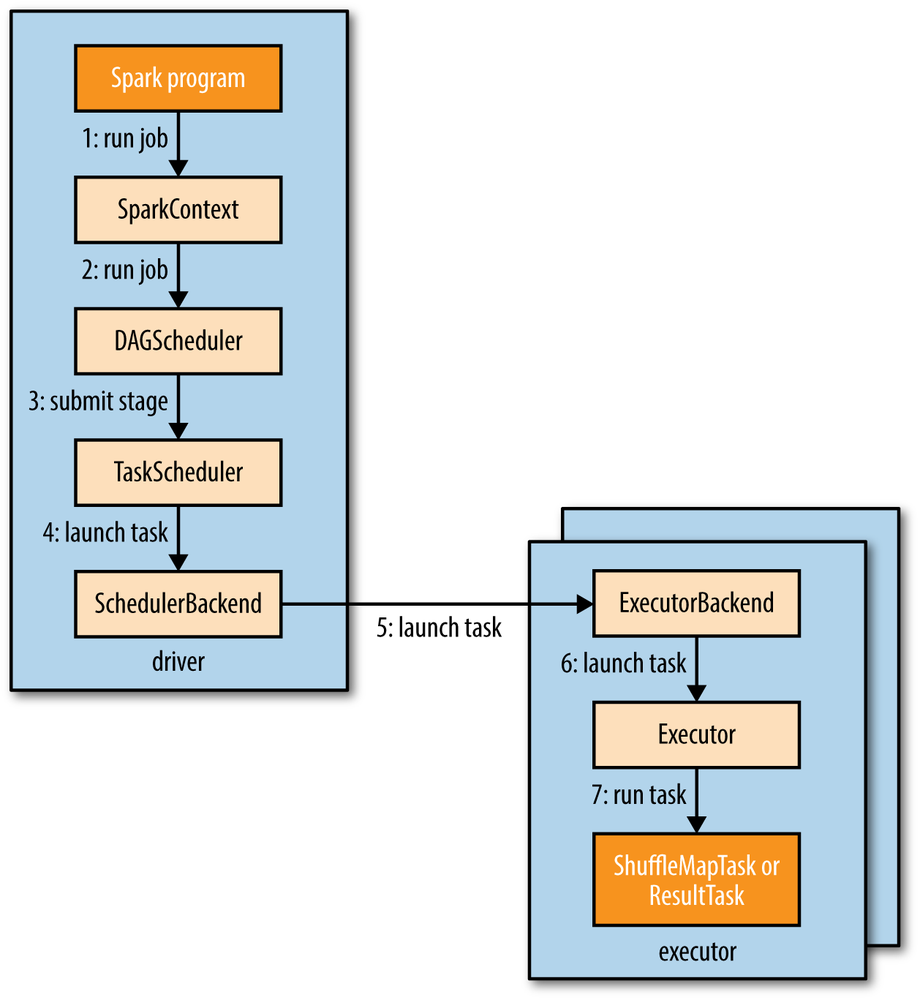 Spark program
1: run job
SparkContext
2: run job
DAGScheduler
3: submit stage
TaskScheduler
4: launch task
SchedulerBackend
driver
5: launch task
ExecutorBackend
6: launch task
Executor
7: run task
ShuffleMapTask or
ResultTask
executor